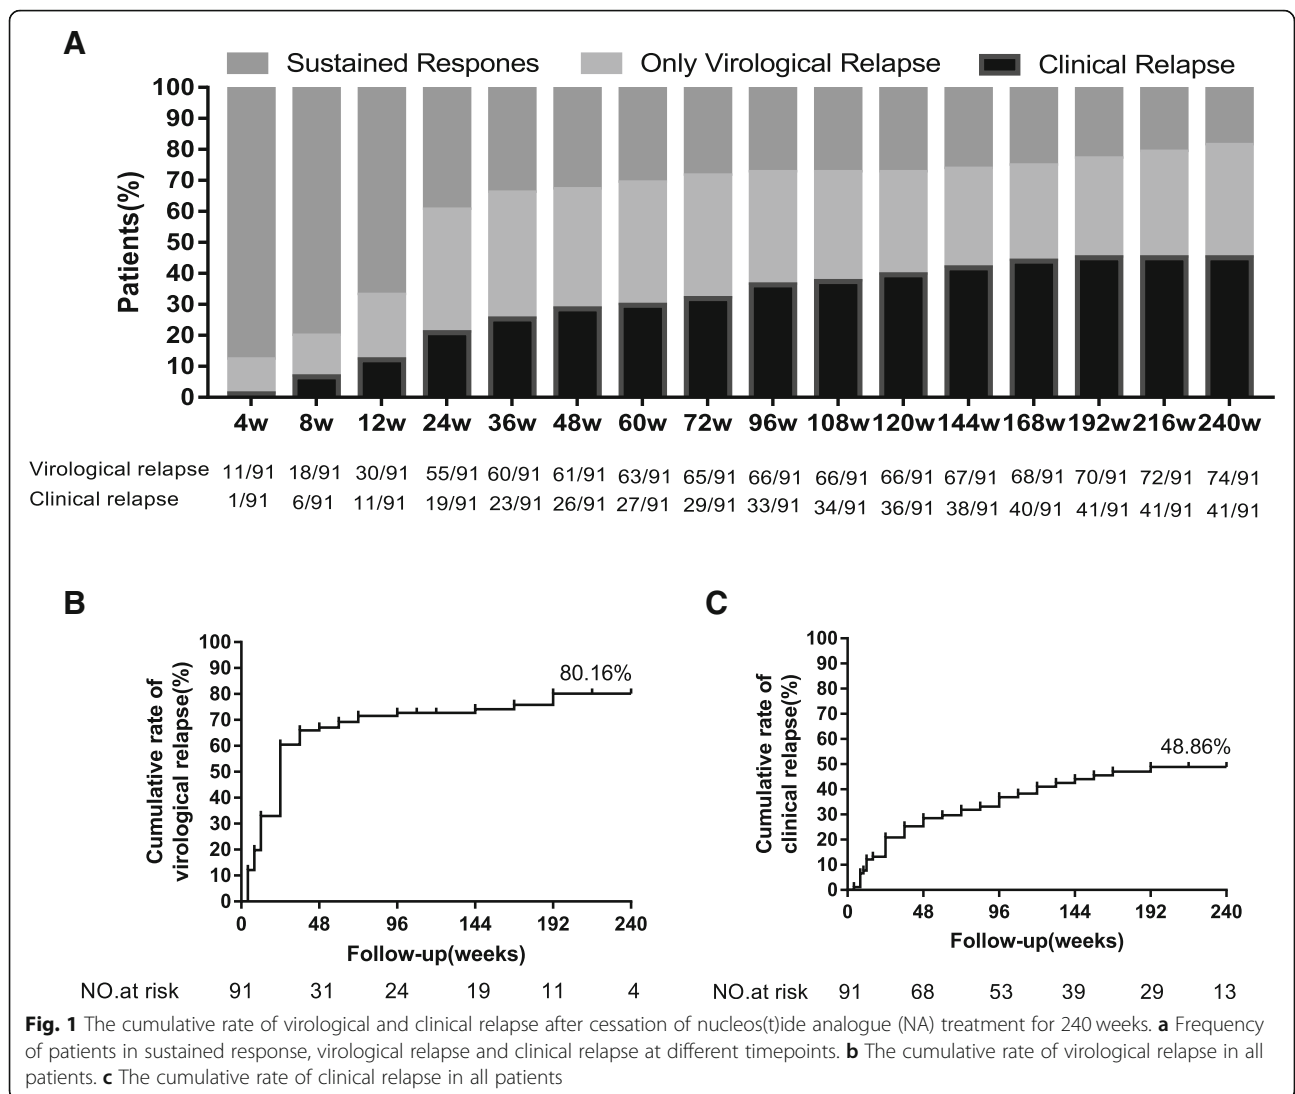 A
Sustained Respones Only Virological Relapse Clinical Relapse
Patients(%)
100
90
80
70
60
50
40
30
20
10
0
4w 8w 12w 24w 36w 48w 60w 72w 96w 108w 120w 144w 168w 192w 216w 240w
Virological relapse 11/91 18/91 30/91 55/91 60/91 61/91 63/91 65/91 66/91 66/91 66/91 67/91 68/91 70/91 72/91 74/91
Clinical relapse 1/91 6/91 11/91 19/91 23/91 26/91 27/91 29/91 33/91 34/91 36/91 38/91 40/91 41/91 41/91 41/91
B
Cumulative rate of
virological relapse(%)
100
90
80
70
60
50
40
30
20
10
0
80.16%
0 48 96 144 192 240
Follow-up(weeks)
NO.at risk 91 31 24 19 11 4
C
Cumulative rate of
clinical relapse(%)
100
90
80
70
60
50
40
30
20
10
0
48.86%
0 48 96 144 192 240
Follow-up(weeks)
NO.at risk 91 68 53 39 29 13
Fig. 1 The cumulative rate of virological and clinical relapse after cessation of nucleos(t)ide analogue (NA) treatment for 240 weeks. a Frequency
of patients in sustained response, virological relapse and clinical relapse at different timepoints. b The cumulative rate of virological relapse in all
patients. c The cumulative rate of clinical relapse in all patients